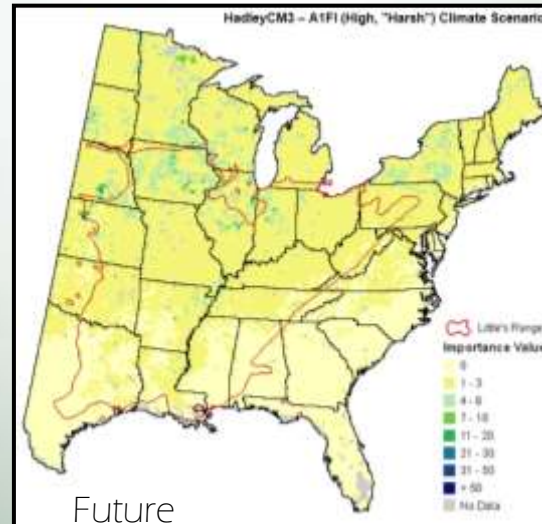 HadleyCM3 – A1FI (High, "Harsh") Climate Scenario
Little's Range
Importance Value
0
1 - 3
4 - 6
7 - 10
11 - 20
21 - 30
31 - 50
> 50
No Data
Future